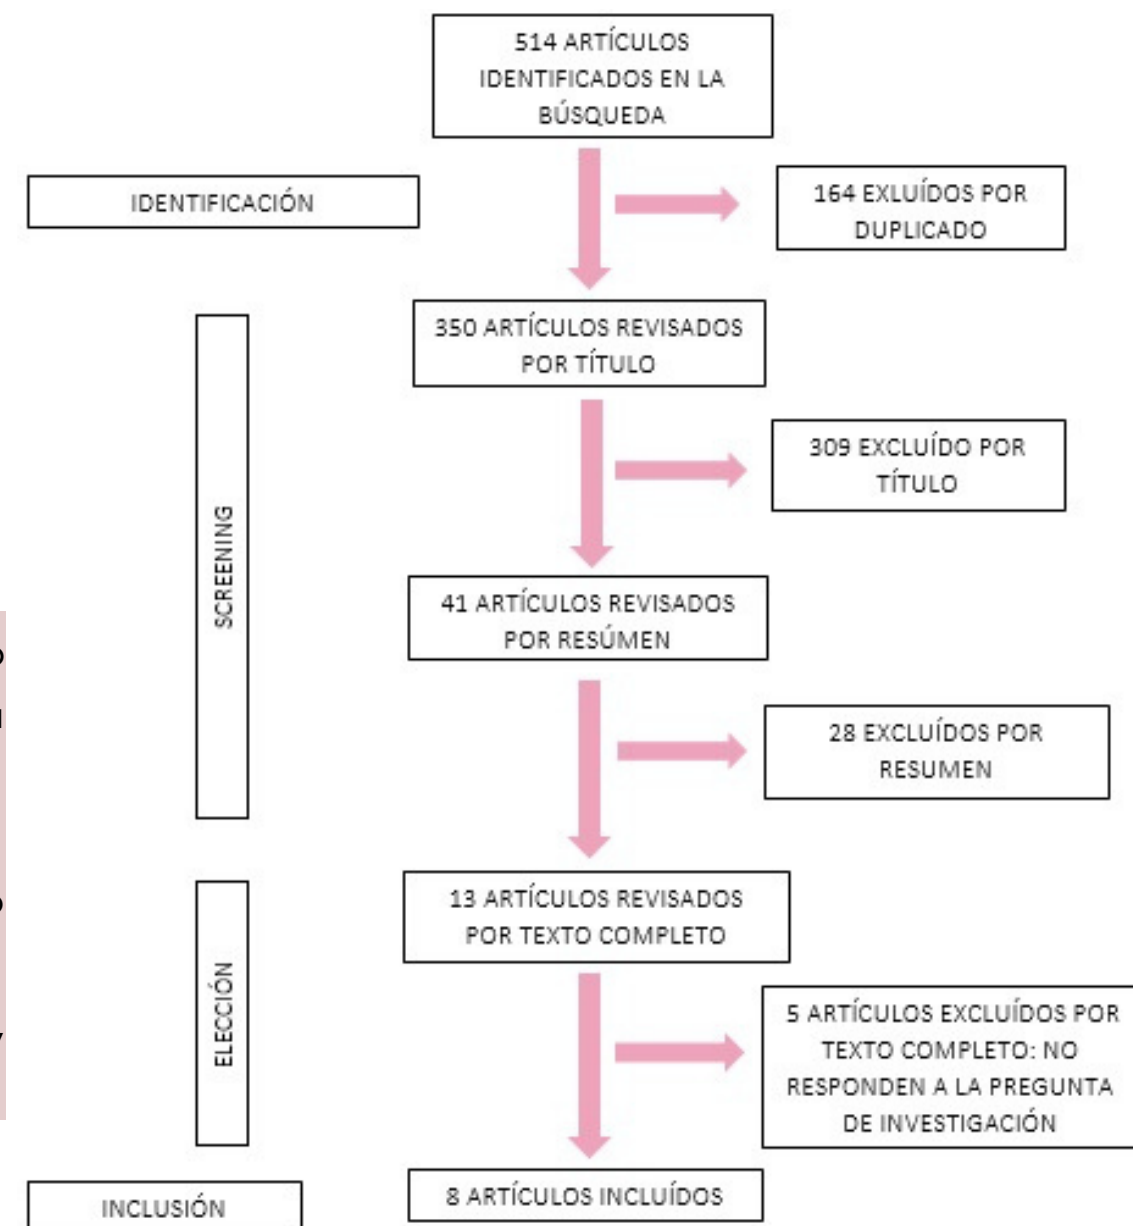 514 ARTÍCULOS
IDENTIFICADOS EN LA
BÚSQUEDA
IDENTIFICACIÓN
164 EXLUÍDOS POR
DUPLICADO
350 ARTÍCULOS REVISADOS
POR TÍTULO
309 EXCLUÍDO POR
TÍTULO
SCREENING
41 ARTÍCULOS REVISADOS
POR RESÚMEN
28 EXCLUÍDOS POR
RESUMEN
13 ARTÍCULOS REVISADOS
POR TEXTO COMPLETO
ELECCIÓN
5 ARTÍCULOS EXCLUÍDOS POR
TEXTO COMPLETO: NO
RESPONDEN A LA PREGUNTA
DE INVESTIGACIÓN
8 ARTÍCULOS INCLUÍDOS
INCLUSIÓN